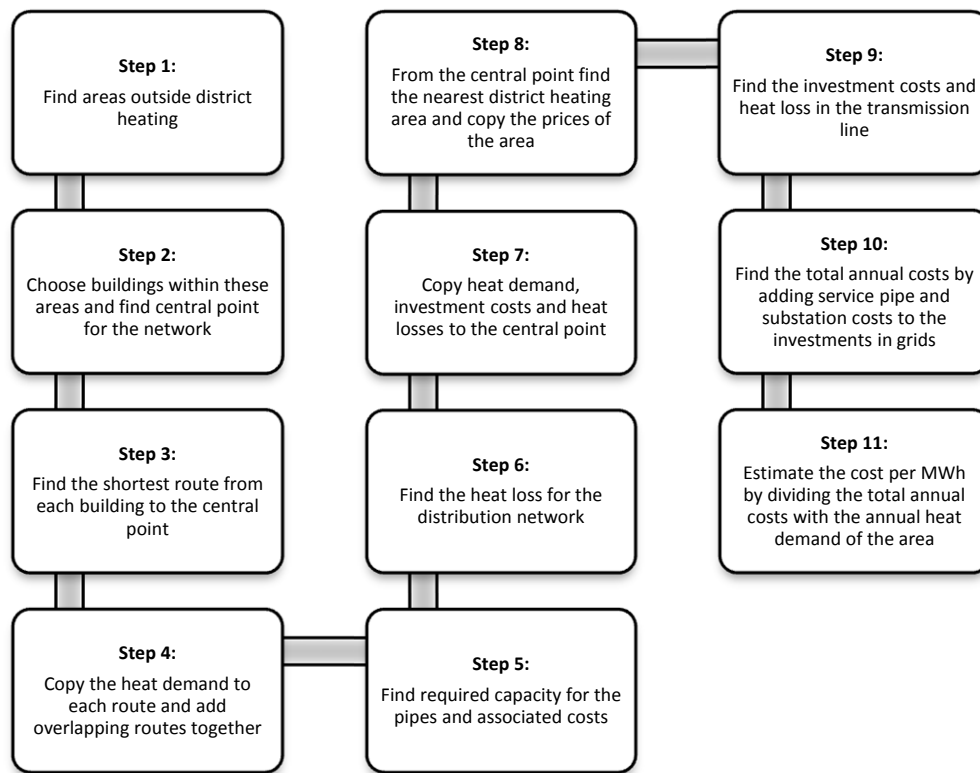 Step 1:
Find areas outside district
heating
Step 2:
Choose buildings within these
areas and find central point
for the network
Step 3:
Find the shortest route from
each building to the central
point
Step 4:
Copy the heat demand to
each route and add
overlapping routes together
Step 5:
Find required capacity for the
pipes and associated costs
Step 6:
Find the heat loss for the
distribution network
Step 7:
Copy heat demand,
investment costs and heat
losses to the central point
Step 8:
From the central point find
the nearest district heating
area and copy the prices of
the area
Step 9:
Find the investment costs and
heat loss in the transmission
line
Step 10:
Find the total annual costs by
adding service pipe and
substation costs to the
investments in grids
Step 11:
Estimate the cost per MWh
by dividing the total annual
costs with the annual heat
demand of the area